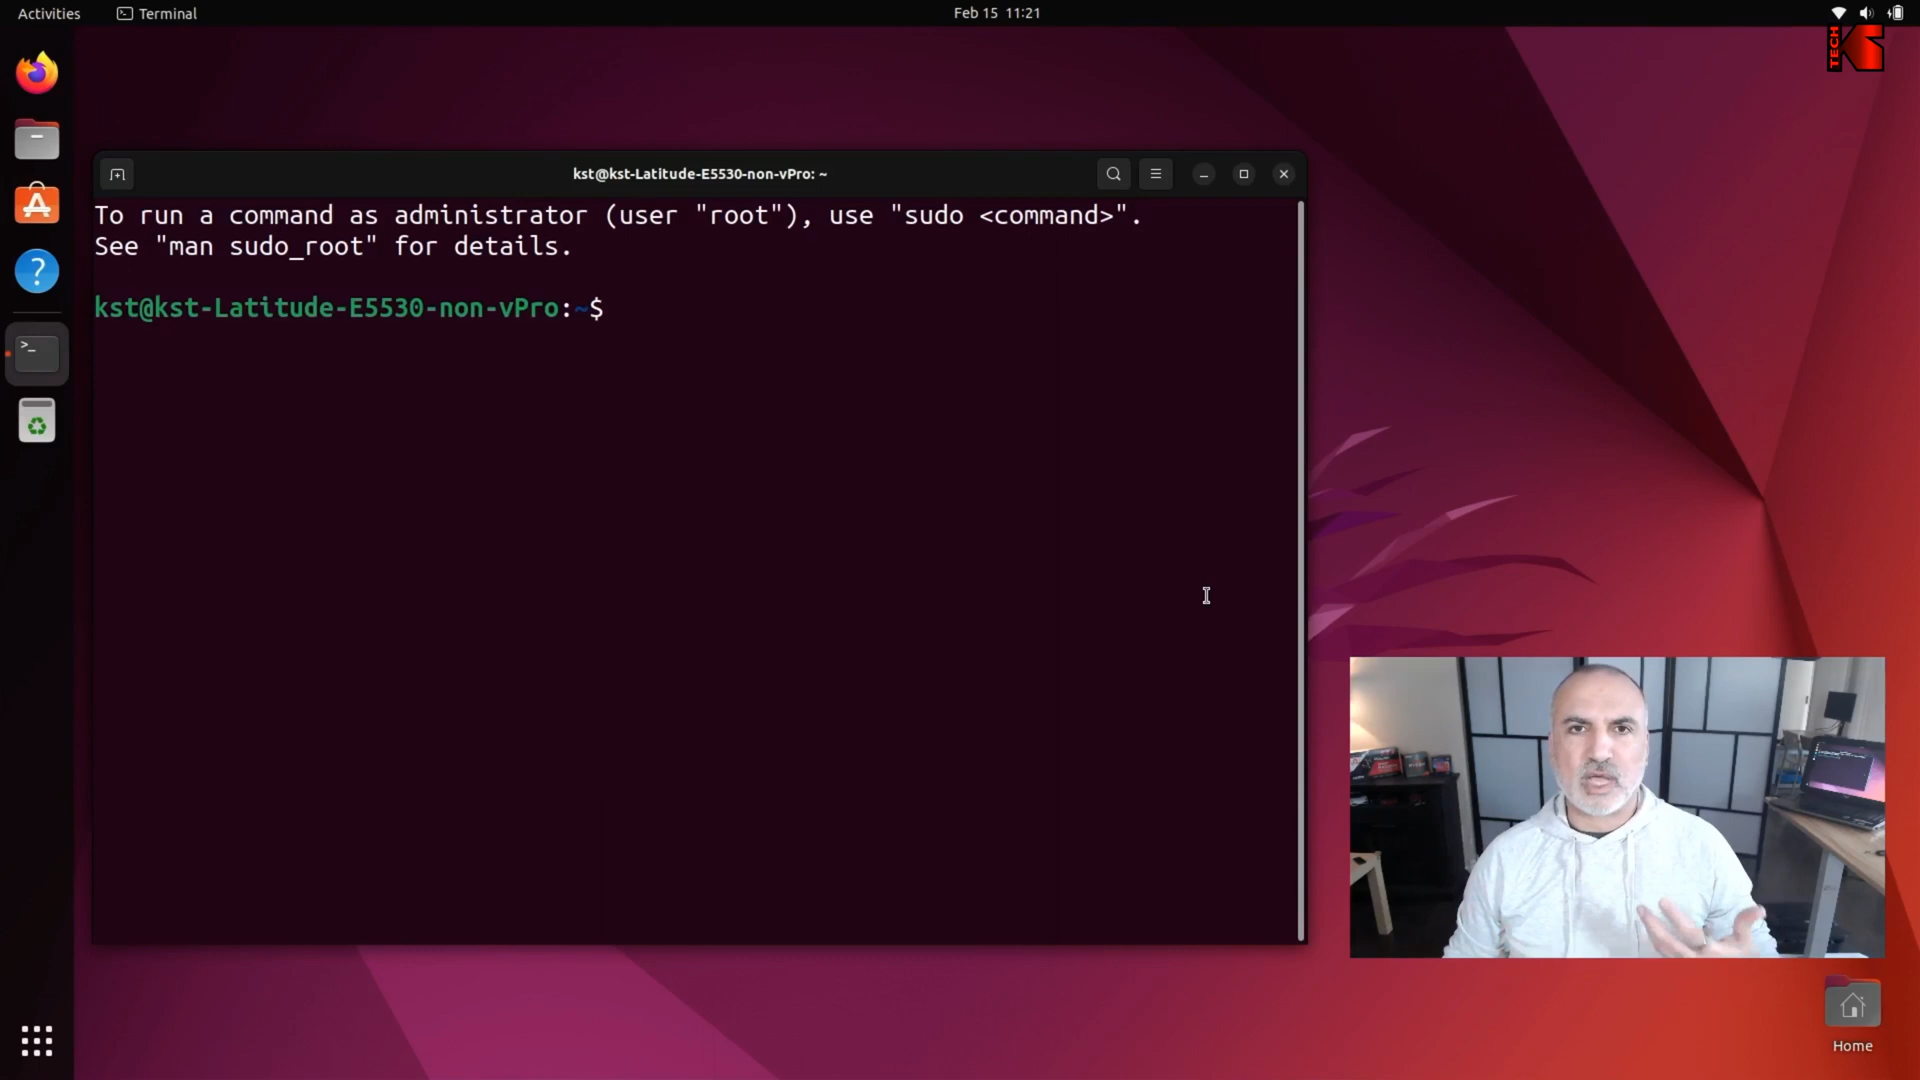 Activities
Terminal
Feb 15 11:21
TECH
kst@kst-Latitude-E5530-non-vPro: ~
To run a command as administrator (user "root"), use "sudo <command>".
See "man sudo_root" for details.
kst@kst-Latitude-E5530-non-vPro:~$
Home